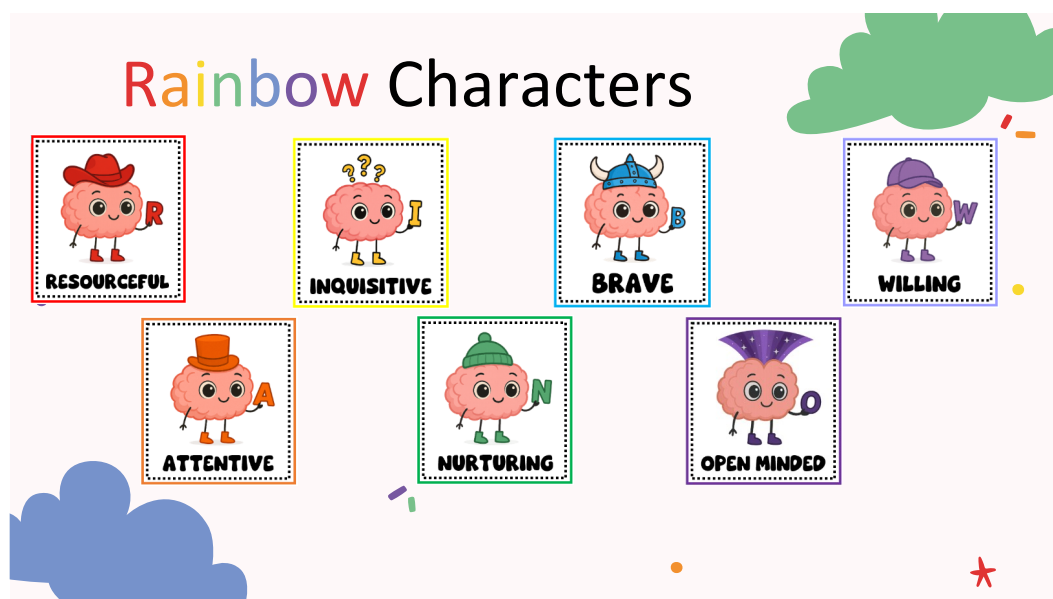 Rainbow Characters
R
RESOURCEFUL
???
I
INQUISITIVE
B
BRAVE
W
WILLING
A
ATTENTIVE
N
NURTURING
O
OPEN MINDED